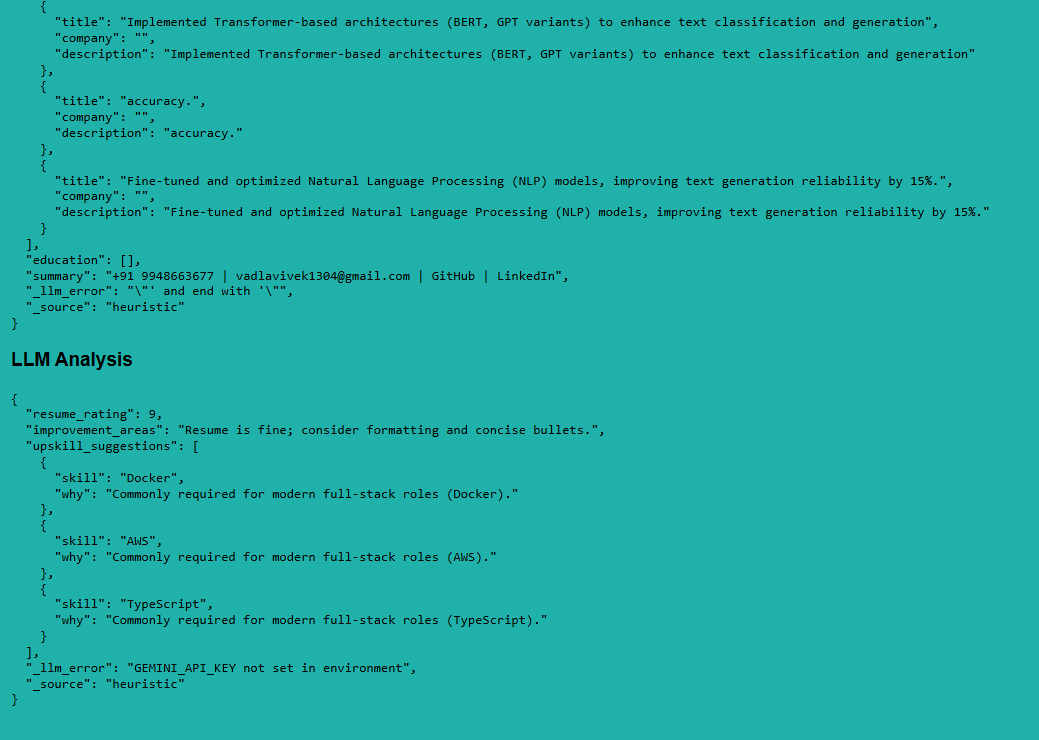 {
"title": "Implemented Transformer-based architectures (BERT, GPT variants) to enhance text classification and generation",
"company": "",
"description": "Implemented Transformer-based architectures (BERT, GPT variants) to enhance text classification and generation"
},
{
"title": "accuracy.",
"company": "",
"description": "accuracy."
},
{
"title": "Fine-tuned and optimized Natural Language Processing (NLP) models, improving text generation reliability by 15%.",
"company": "",
"description": "Fine-tuned and optimized Natural Language Processing (NLP) models, improving text generation reliability by 15%."
}
],
"education": [],
"summary": "+91 9948663677 | vadlavivek1304@gmail.com | GitHub | LinkedIn",
"_llm_error": "\"' and end with '\"",
"_source": "heuristic"
}
LLM Analysis
{
"resume_rating": 9,
"improvement_areas": "Resume is fine; consider formatting and concise bullets.",
"upskill_suggestions": [
{
"skill": "Docker",
"why": "Commonly required for modern full-stack roles (Docker)."
},
{
"skill": "AWS",
"why": "Commonly required for modern full-stack roles (AWS)."
},
{
"skill": "TypeScript",
"why": "Commonly required for modern full-stack roles (TypeScript)."
}
],
"_llm_error": "GEMINI_API_KEY not set in environment",
"_source": "heuristic"
}